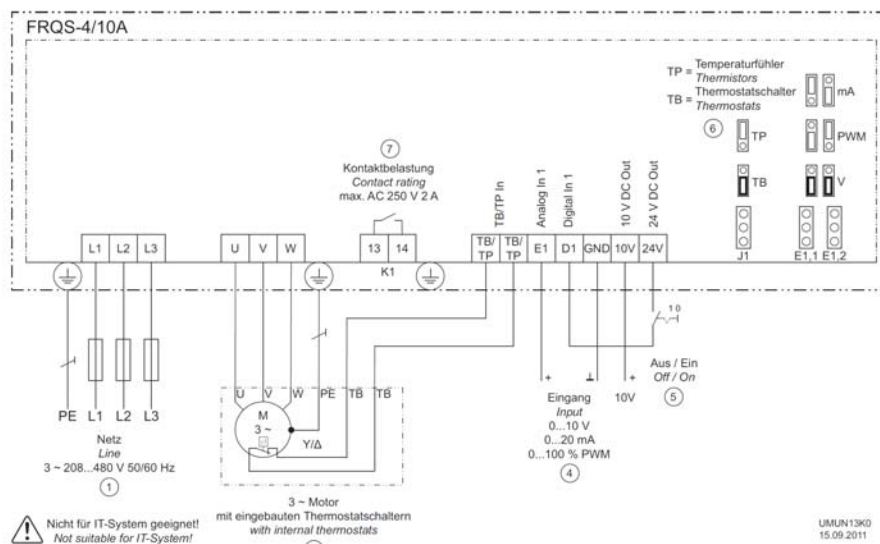 FRQS-4/10A
TP = Temperaturfühler
Thermistors
TB = Thermostatschalter
Thermostats
6
mA
TP
PWM
TB
V
J1
E1,1 E1,2
7
Kontaktbelastung
Contact rating
max. AC 250 V 2 A
TB/TP In
Analog In 1
Digital In 1
10 V DC Out
24 V DC Out
L1 L2 L3
U V W
13 14
K1
TB/TP TB/TP E1 D1 GND 10V 24V
1 0
Aus / Ein
Off / On
5
U V W PE TB TB
M
3 ~
Y/Δ
+ ⊥ +
Eingang
Input
0...10 V
0...20 mA
0...100 % PWM
4
10V
PE L1 L2 L3
Netz
Line
3 ~ 208...480 V 50/60 Hz
1
3 ~ Motor
mit eingebauten Thermostatschaltern
with internal thermostats
Nicht für IT-System geeignet!
Not suitable for IT-System!
UMUN13K0
15.09.2011